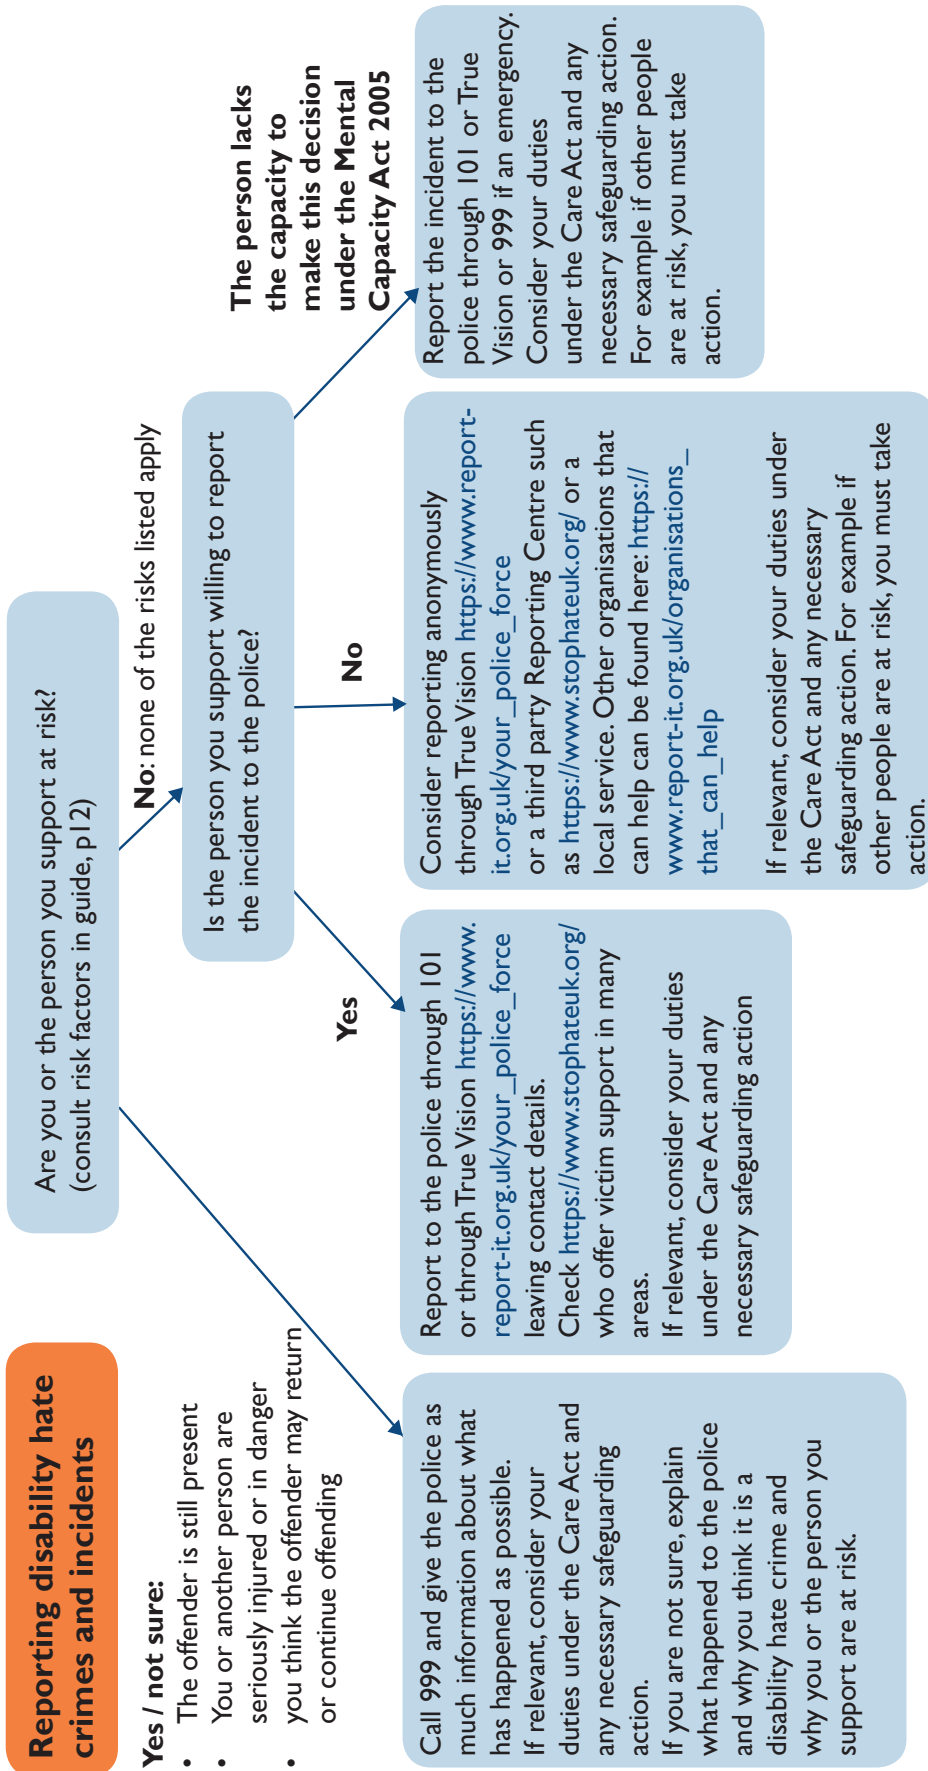 Reporting disability hate
crimes and incidents
Are you or the person you support at risk?
(consult risk factors in guide, p12)
Yes / not sure:
• The offender is still present
• You or another person are
seriously injured or in danger
• you think the offender may return
or continue offending
No: none of the risks listed apply
Is the person you support willing to report
the incident to the police?
Yes
No
The person lacks
the capacity to
make this decision
under the Mental
Capacity Act 2005
Call 999 and give the police as
much information about what
has happened as possible.
If relevant, consider your
duties under the Care Act and
any necessary safeguarding
action.
If you are not sure, explain
what happened to the police
and why you think it is a
disability hate crime and
why you or the person you
support are at risk.
Report to the police through 101
or through True Vision https://www.
report-it.org.uk/your_police_force
leaving contact details.
Check https://www.stophateuk.org/
who offer victim support in many
areas.
If relevant, consider your duties
under the Care Act and any
necessary safeguarding action
Consider reporting anonymously
through True Vision https://www.report-
it.org.uk/your_police_force
or a third party Reporting Centre such
as https://www.stophateuk.org/ or a
local service. Other organisations that
can help can be found here: https://
www.report-it.org.uk/organisations_
that_can_help
If relevant, consider your duties under
the Care Act and any necessary
safeguarding action. For example if
other people are at risk, you must take
action.
Report the incident to the
police through 101 or True
Vision or 999 if an emergency.
Consider your duties
under the Care Act and any
necessary safeguarding action.
For example if other people
are at risk, you must take
action.